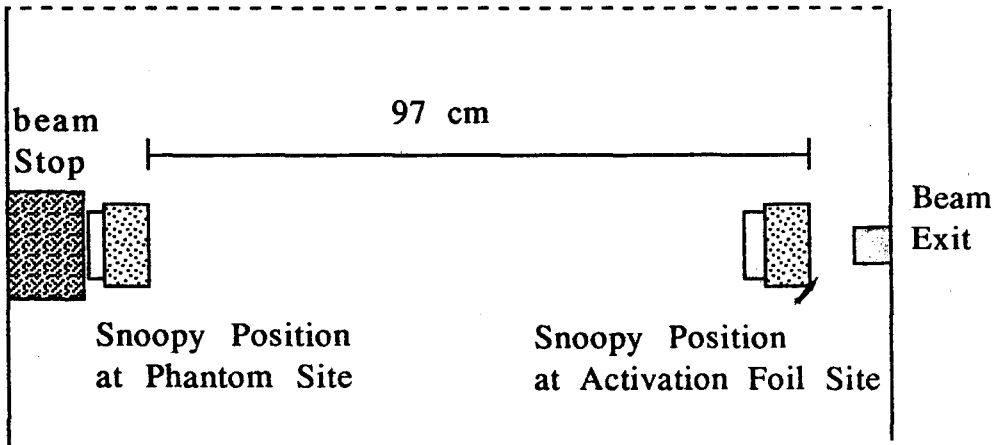 97 cm
beam
Stop
Beam
Exit
Snoopy Position
at Phantom Site
Snoopy Position
at Activation Foil Site